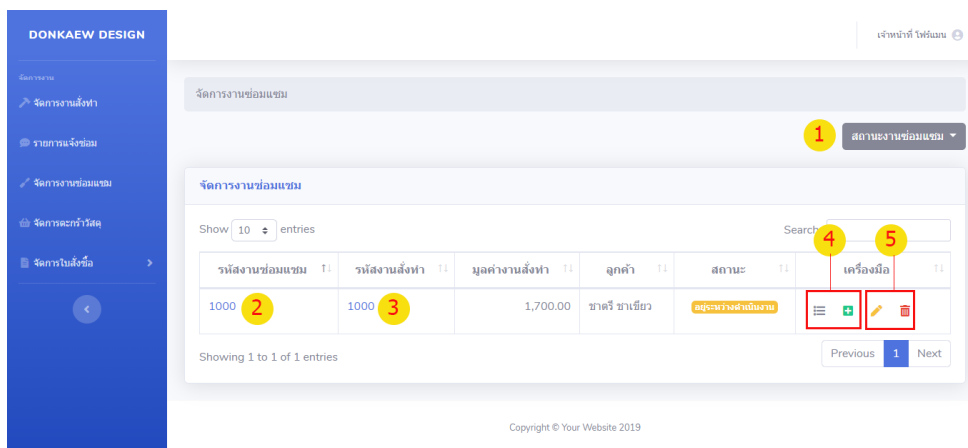 DONKAEW DESIGN
เจ้าหน้าที่ โฟร์แมน
จัดการงาน
จัดการงานสั่งทำ
รายการแจ้งซ่อม
จัดการงานซ่อมแซม
จัดการตะกร้าวัสดุ
จัดการใบสั่งซื้อ
จัดการงานซ่อมแซม
1
สถานะงานซ่อมแซม
จัดการงานซ่อมแซม
Show 10 entries
Search:
4 5
รหัสงานซ่อมแซม รหัสงานสั่งทำ มูลค่างานสั่งทำ ลูกค้า สถานะ เครื่องมือ
1000 2 1000 3 1,700.00 ชาตรี ชาเขียว อยู่ระหว่างดำเนินงาน
Showing 1 to 1 of 1 entries
Previous 1 Next
Copyright © Your Website 2019